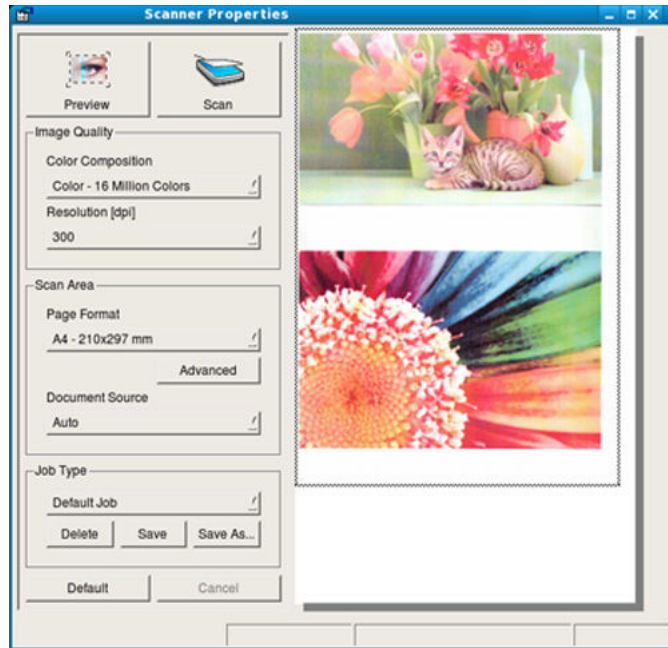 Scanner Properties
Preview
Scan
Image Quality
Color Composition
Color - 16 Million Colors
Resolution [dpi]
300
Scan Area
Page Format
A4 - 210x297 mm
Advanced
Document Source
Auto
Job Type
Default Job
Delete
Save
Save As...
Default
Cancel